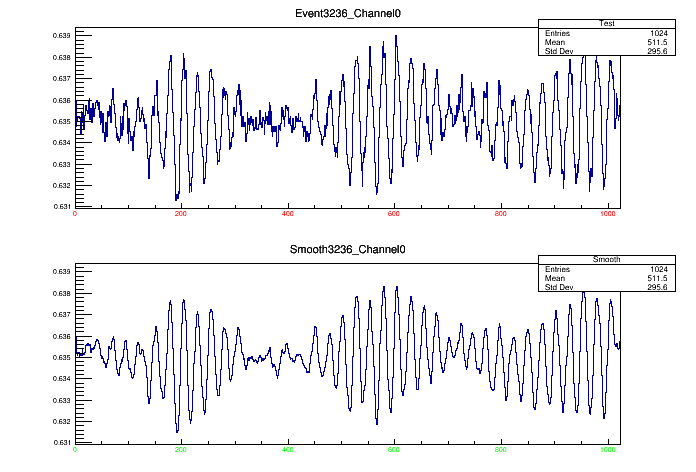 Event3236_Channel0
Test
Entries 1024
Mean 511.5
Std Dev 295.6
0.639
0.638
0.637
0.636
0.635
0.634
0.633
0.632
0.631
0 200 400 600 800 1000
Smooth3236_Channel0
Smooth
Entries 1024
Mean 511.5
Std Dev 295.6
0.639
0.638
0.637
0.636
0.635
0.634
0.633
0.632
0.631
0 200 400 600 800 1000